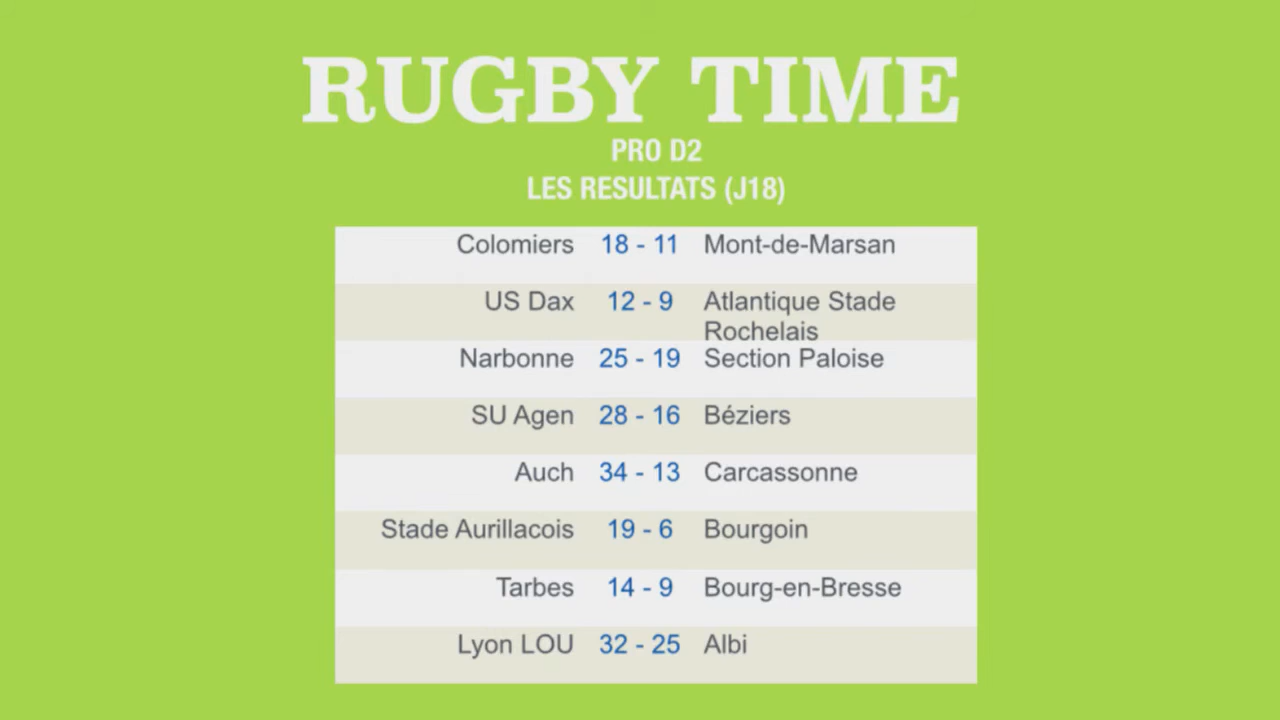 RUGBY TIME
PRO D2
LES RESULTATS (J18)
Colomiers 18 - 11 Mont-de-Marsan
US Dax 12 - 9 Atlantique Stade
Rochelais
Narbonne 25 - 19 Section Paloise
SU Agen 28 - 16 Béziers
Auch 34 - 13 Carcassonne
Stade Aurillacois 19 - 6 Bourgoin
Tarbes 14 - 9 Bourg-en-Bresse
Lyon LOU 32 - 25 Albi